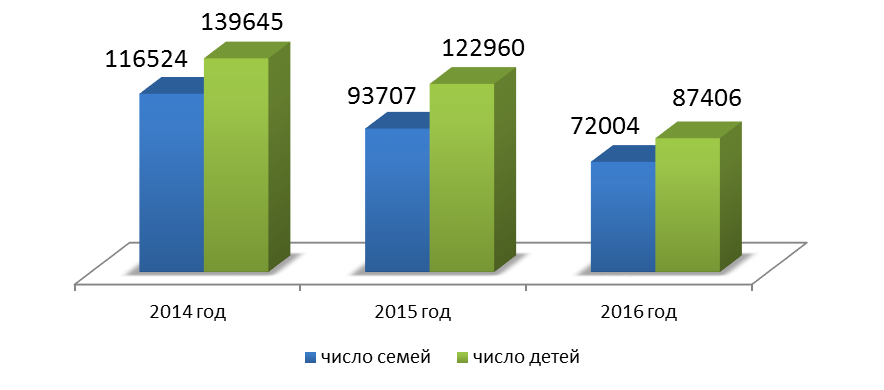 139645
116524
122960
93707
87406
72004
2014 год
2015 год
2016 год
число семей
число детей